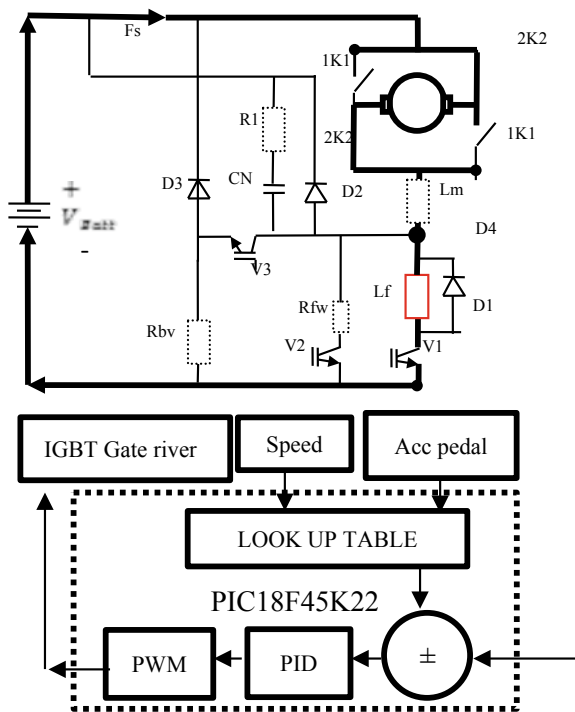 Fs
2K2
1K1
R1
2K2
1K1
CN
D3
D2
Lm
+
V
-
D4
V3
Lf
Rfw
D1
Rbv
V2
V1
IGBT Gate river
Speed
Acc pedal
LOOK UP TABLE
PIC18F45K22
PWM
PID
±